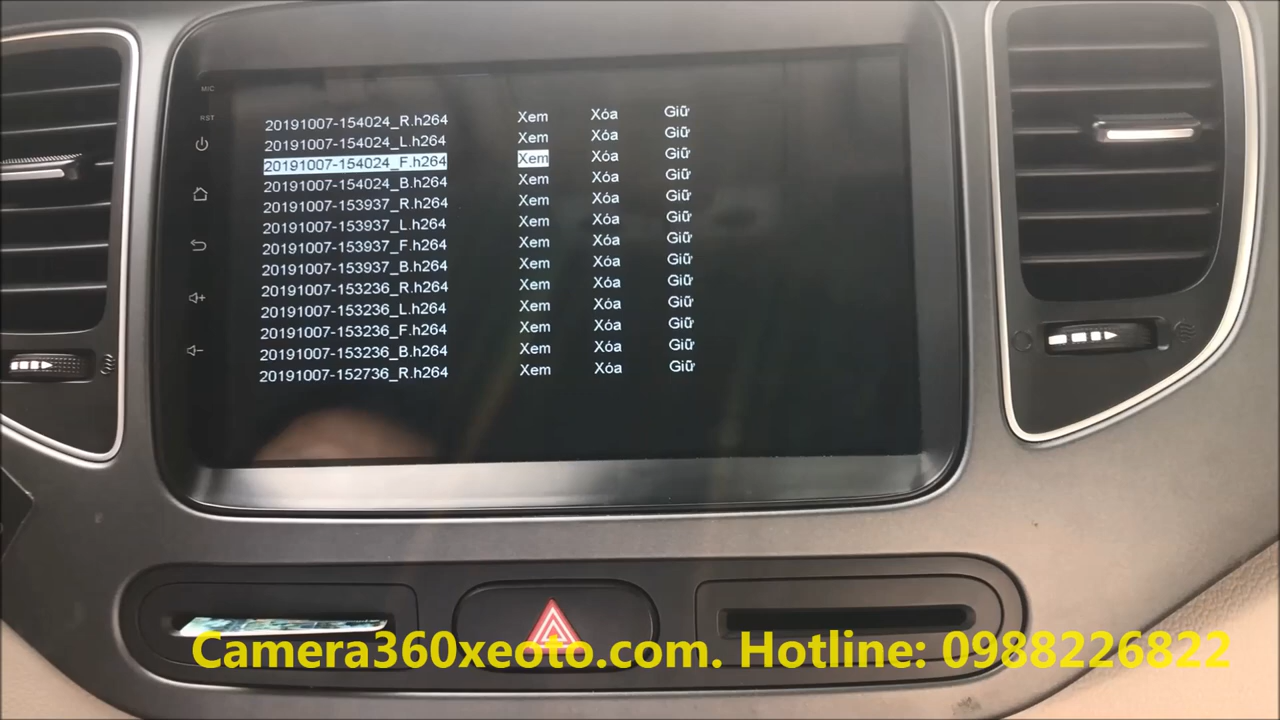 MIC
RST
20191007-154024_R.h264 Xem Xóa Giữ
20191007-154024_L.h264 Xem Xóa Giữ
20191007-154024_F.h264 Xem Xóa Giữ
20191007-154024_B.h264 Xem Xóa Giữ
20191007-153937_R.h264 Xem Xóa Giữ
20191007-153937_L.h264 Xem Xóa Giữ
20191007-153937_F.h264 Xem Xóa Giữ
20191007-153937_B.h264 Xem Xóa Giữ
20191007-153236_R.h264 Xem Xóa Giữ
20191007-153236_L.h264 Xem Xóa Giữ
20191007-153236_F.h264 Xem Xóa Giữ
20191007-153236_B.h264 Xem Xóa Giữ
20191007-152736_R.h264 Xem Xóa Giữ
Camera360xeoto.com. Hotline: 0988226822